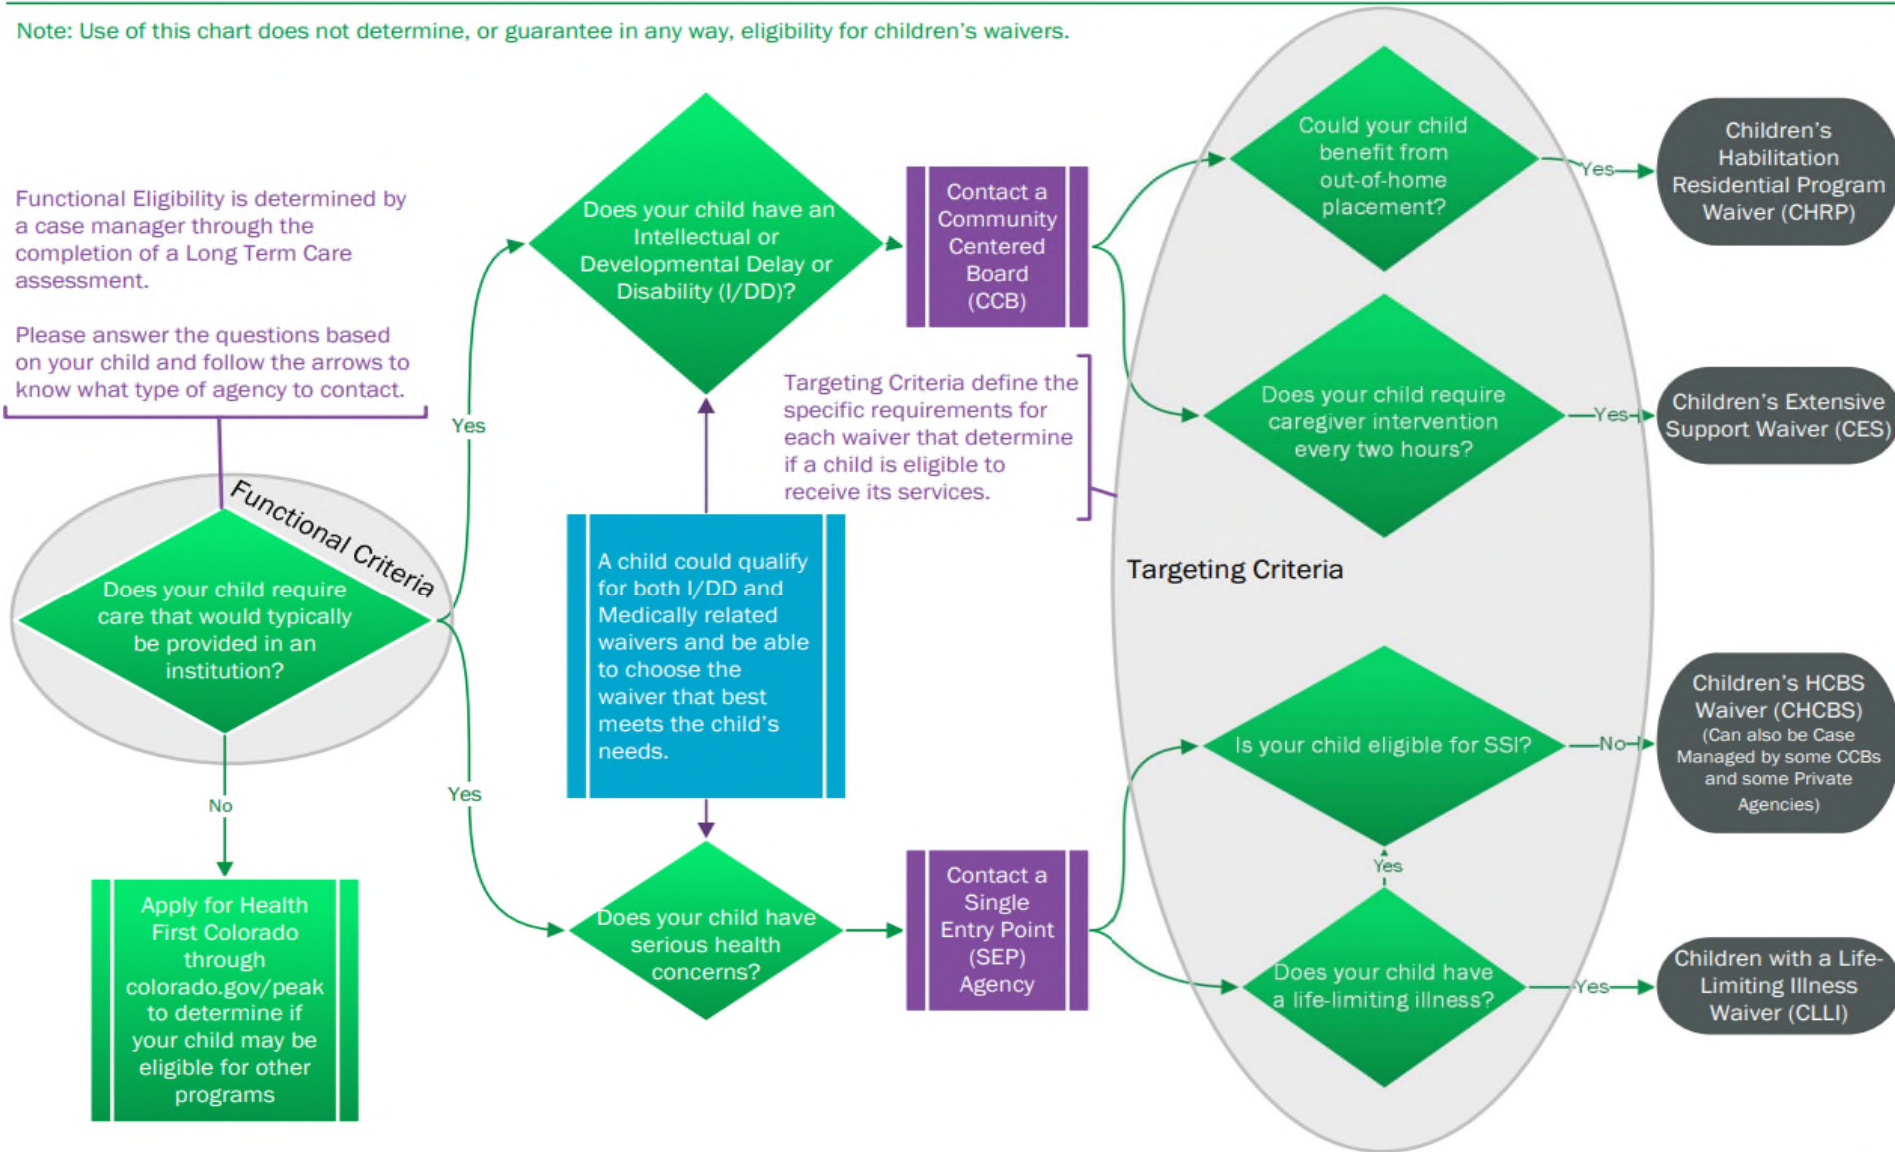 Note: Use of this chart does not determine, or guarantee in any way, eligibility for children's waivers.
Functional Eligibility is determined by
a case manager through the
completion of a Long Term Care
assessment.
Please answer the questions based
on your child and follow the arrows to
know what type of agency to contact.
Functional Criteria
Does your child require
care that would typically
be provided in an
institution?
No
Apply for Health
First Colorado
through
colorado.gov/peak
to determine if
your child may be
eligible for other
programs
Yes
Does your child have an
Intellectual or
Developmental Delay or
Disability (I/DD)?
Contact a
Community
Centered
Board
(CCB)
Targeting Criteria define the
specific requirements for
each waiver that determine
if a child is eligible to
receive its services.
A child could qualify
for both I/DD and
Medically related
waivers and be able
to choose the
waiver that best
meets the child's
needs.
Yes
Does your child have
serious health
concerns?
Contact a
Single
Entry Point
(SEP)
Agency
Targeting Criteria
Could your child
benefit from
out-of-home
placement?
Yes
Children's
Habilitation
Residential Program
Waiver (CHRP)
Does your child require
caregiver intervention
every two hours?
Yes
Children's Extensive
Support Waiver (CES)
Is your child eligible for SSI?
No
Children's HCBS
Waiver (CHCBS)
(Can also be Case
Managed by some CCBs
and some Private
Agencies)
Yes
Does your child have
a life-limiting illness?
Yes
Children with a Life-
Limiting Illness
Waiver (CLLI)